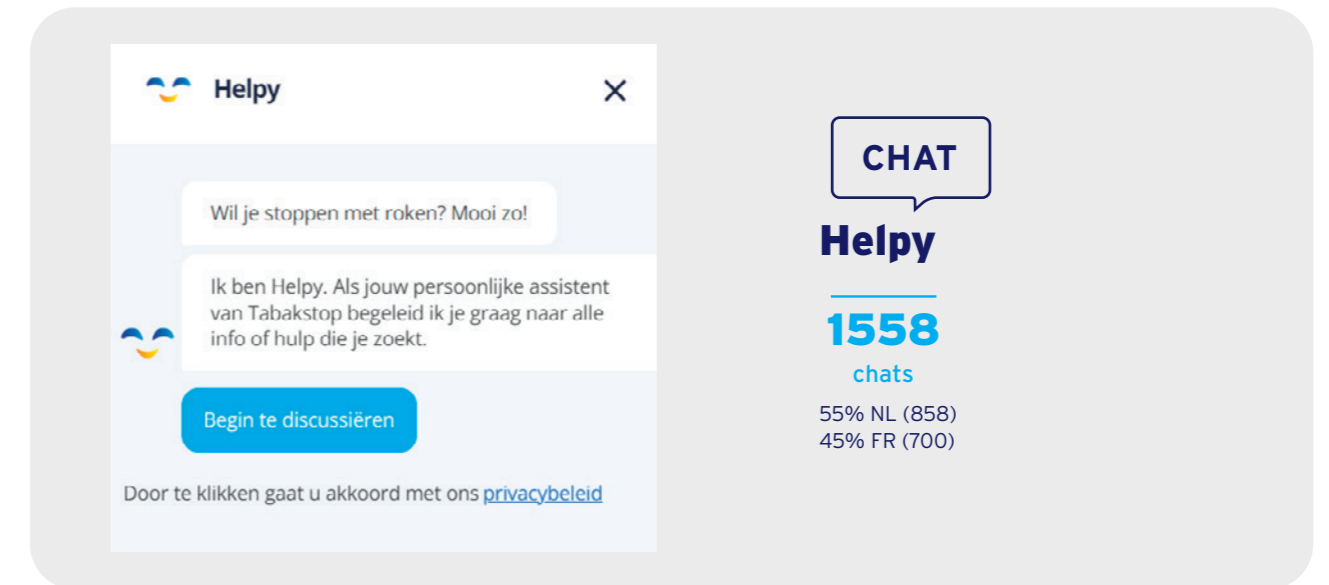 Helpy
Wil je stoppen met roken? Mooi zo!
Ik ben Helpy. Als jouw persoonlijke assistent
van Tabakstop begeleid ik je graag naar alle
info of hulp die je zoekt.
Begin te discussiëren
Door te klikken gaat u akkoord met ons privacybeleid
CHAT
Helpy
1558
chats
55% NL (858)
45% FR (700)